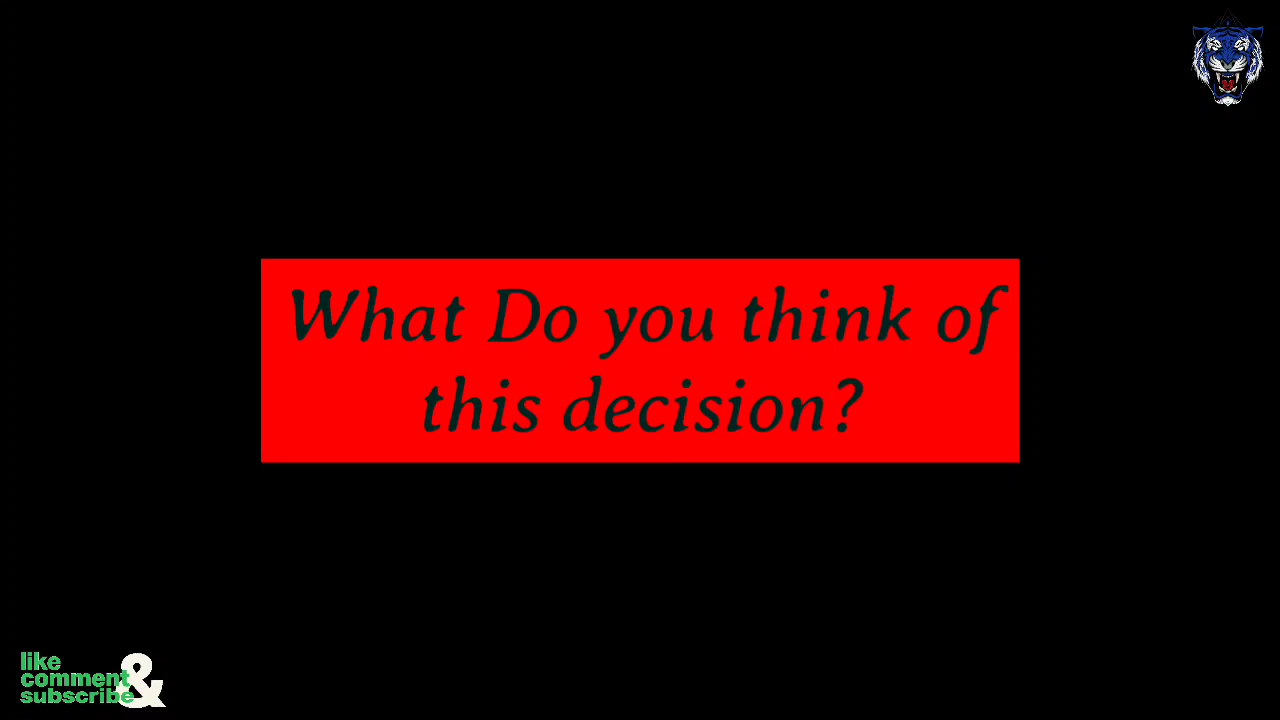 What Do you think of
this decision?
like
comment &
subscribe